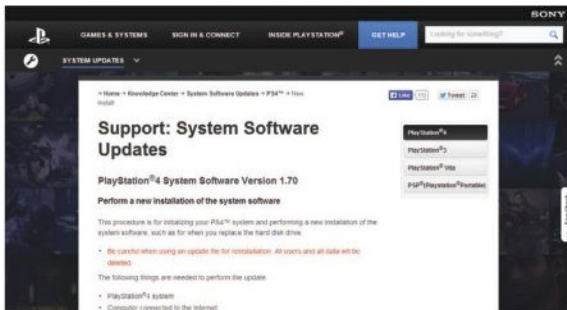 SONY
GAMES & SYSTEMS SIGN IN & CONNECT INSIDE PLAYSTATION® GET HELP Looking for something?
SYSTEM UPDATES
→ Home → Knowledge Center → System Software Updates → PS4™ → New
Install
Like Tweet
Support: System Software
Updates
PlayStation®4
PlayStation®3
PlayStation® Vita
PSP®(Playstation®Portable)
PlayStation®4 System Software Version 1.70
Perform a new installation of the system software
This procedure is for initializing your PS4™ system and performing a new installation of the
system software, such as for when you replace the hard disk drive.
• Be careful when using an update file for reinstallation. All users and all data will be
deleted.
The following things are needed to perform the update.
• PlayStation®4 system
• Computer connected to the Internet